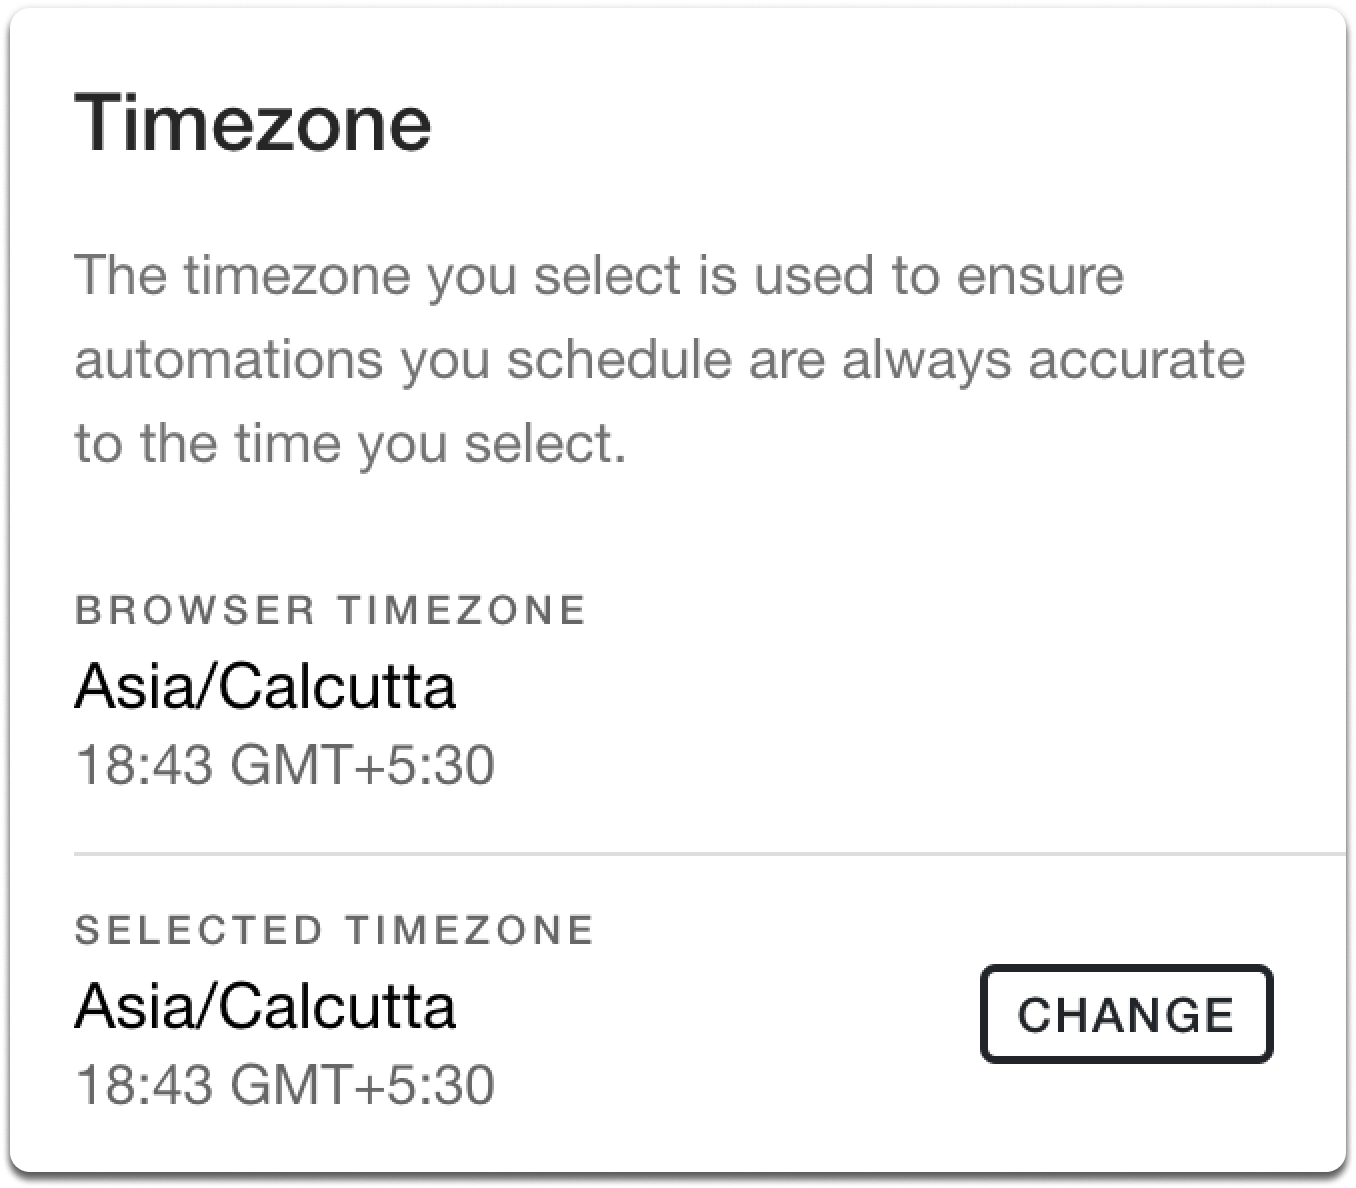 Timezone
The timezone you select is used to ensure
automations you schedule are always accurate
to the time you select.
BROWSER TIMEZONE
Asia/Calcutta
18:43 GMT+5:30
SELECTED TIMEZONE
Asia/Calcutta
CHANGE
18:43 GMT+5:30